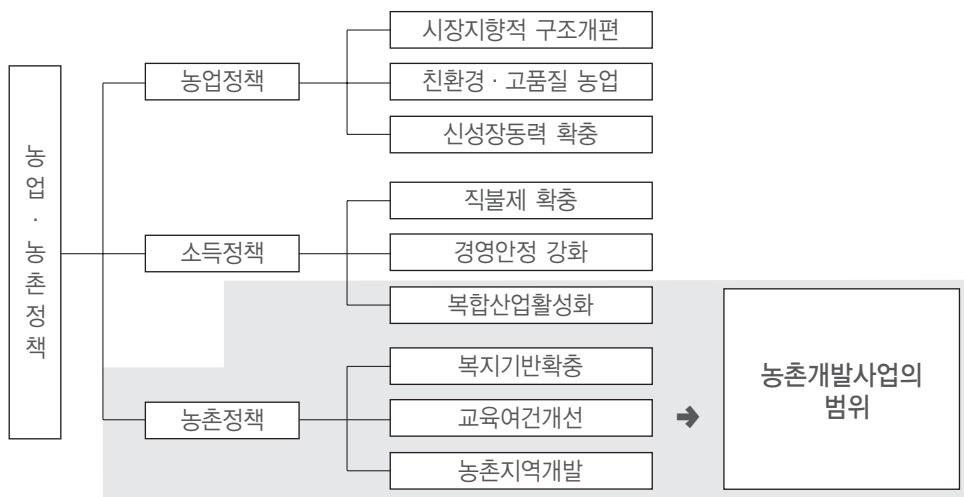 농업 · 농촌정책
농업정책
시장지향적 구조개편
친환경 · 고품질 농업
신성장동력 확충
소득정책
직불제 확충
경영안정 강화
복합산업활성화
농촌정책
복지기반확충
교육여건개선
농촌지역개발
농촌개발사업의
범위